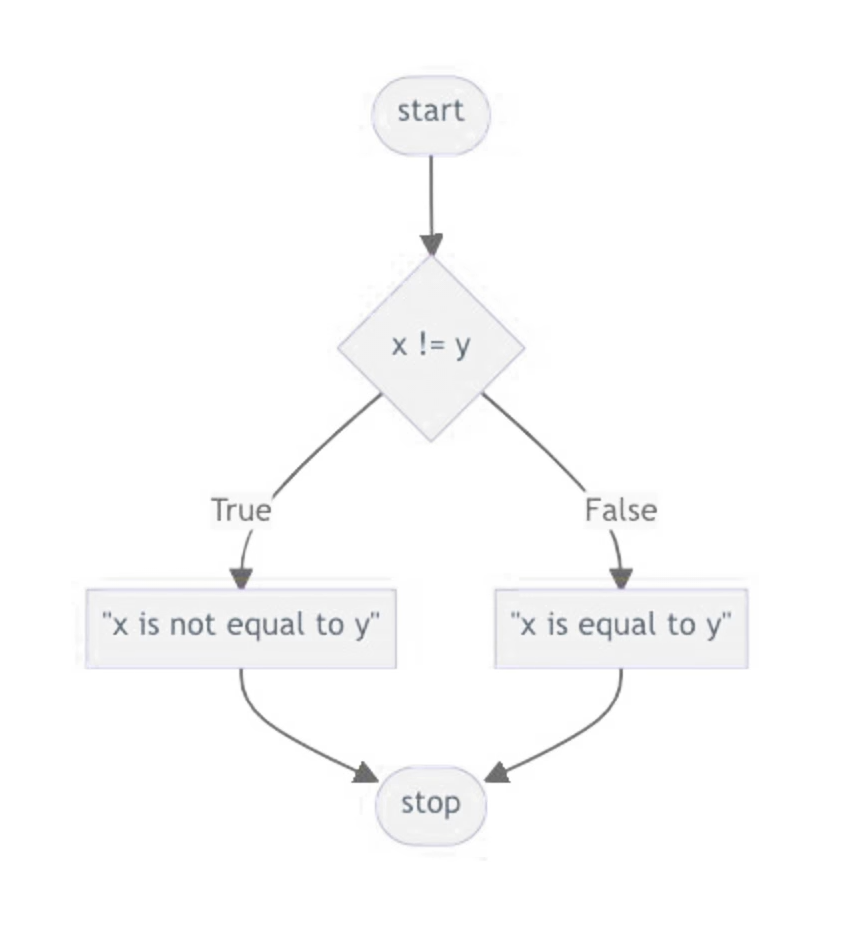 start
x != y
True
False
"x is not equal to y"
"x is equal to y"
stop